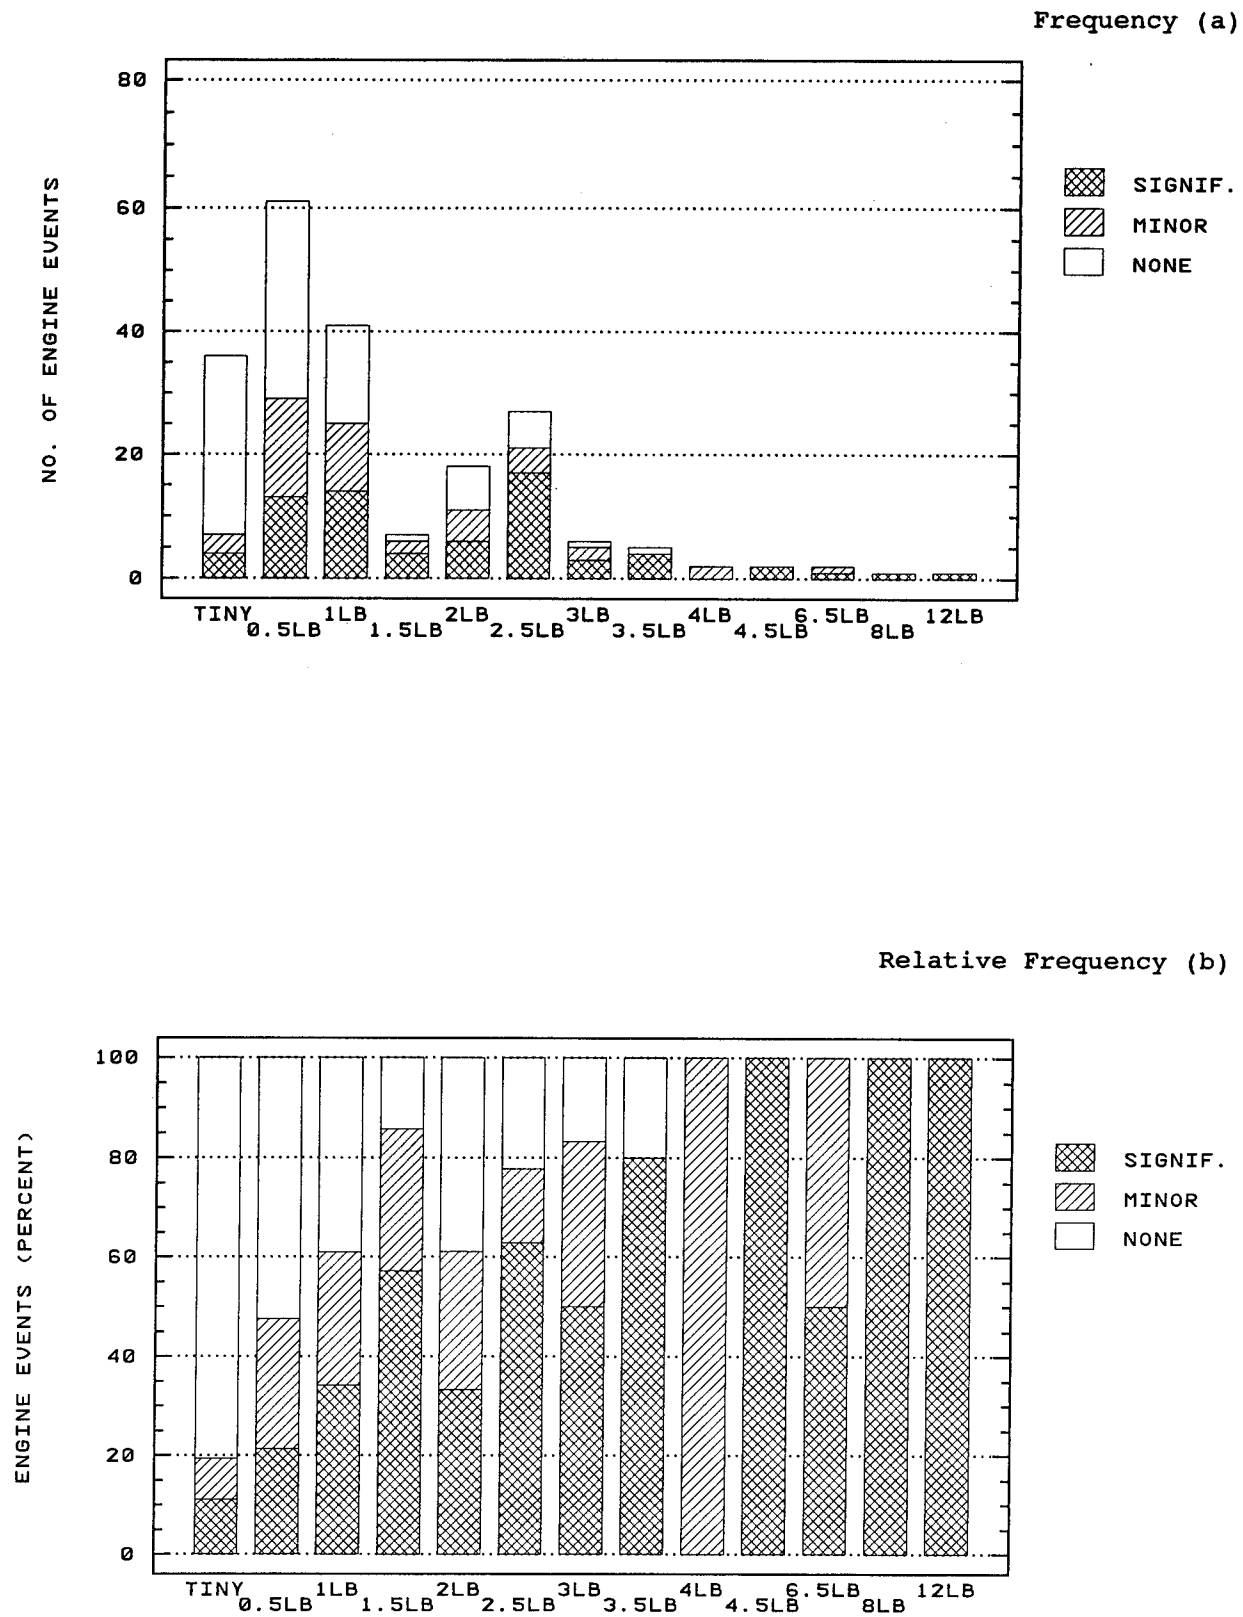 Frequency (a)
80
60
40
20
0
NO. OF ENGINE EVENTS
SIGNIF.
MINOR
NONE
TINY 1LB 2LB 3LB 4LB 6.5LB 12LB
0.5LB 1.5LB 2.5LB 3.5LB 4.5LB 8LB
Relative Frequency (b)
100
80
60
40
20
0
ENGINE EVENTS (PERCENT)
SIGNIF.
MINOR
NONE
TINY 1LB 2LB 3LB 4LB 6.5LB 12LB
0.5LB 1.5LB 2.5LB 3.5LB 4.5LB 8LB